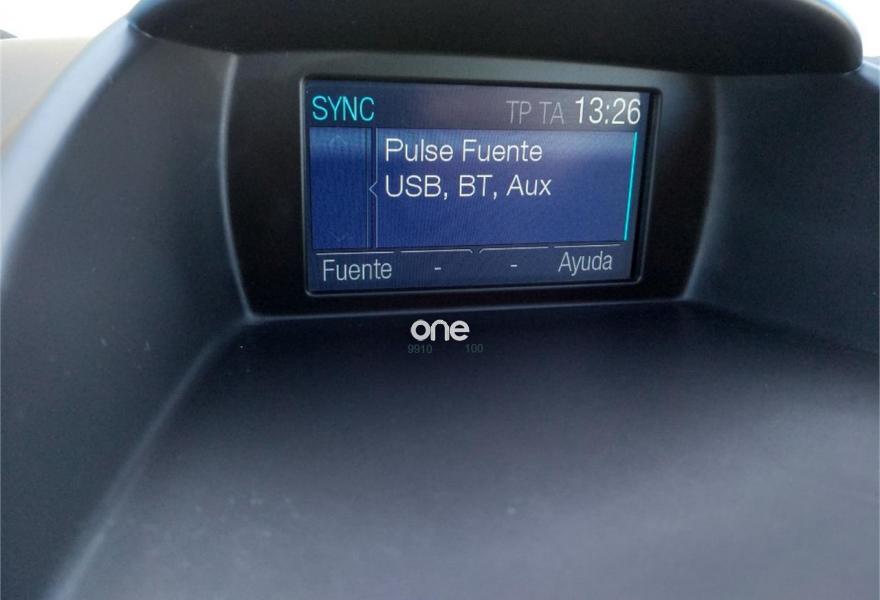 SYNC TP TA 13:26
Pulse Fuente
USB, BT, Aux
Fuente - - Ayuda
one
9910 100